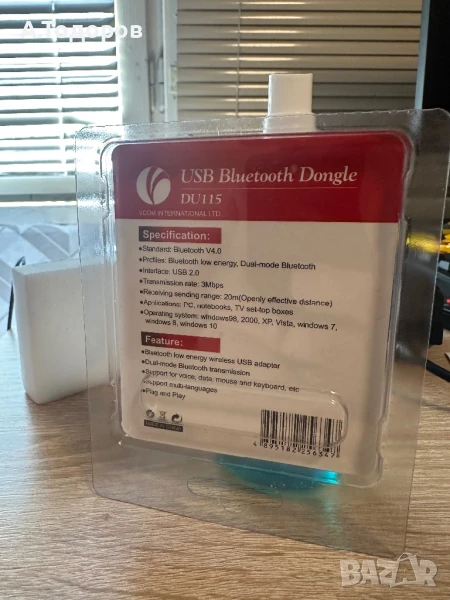 А.Тодоров
USB Bluetooth Dongle
DU115
VCOM INTERNATIONAL LTD.
Specification:
•Standard: Bluetooth V4.0
•Profiles: Bluetooth low energy, Dual-mode Bluetooth
•Interface: USB 2.0
•Transmission rate: 3Mbps
•Receiving sending range: 20m(Openly effective distance)
•Applications: PC, notebooks, TV set-top boxes
•Operating system: windows98, 2000, XP, Vista, windows 7,
windows 8, windows 10
Feature:
•Bluetooth low energy wireless USB adapter
•Dual-mode Bluetooth transmission
•Support for voice, data, mouse and keyboard, etc
•Support multi-languages
•Plug and Play
4 895182 256347
BAZAR